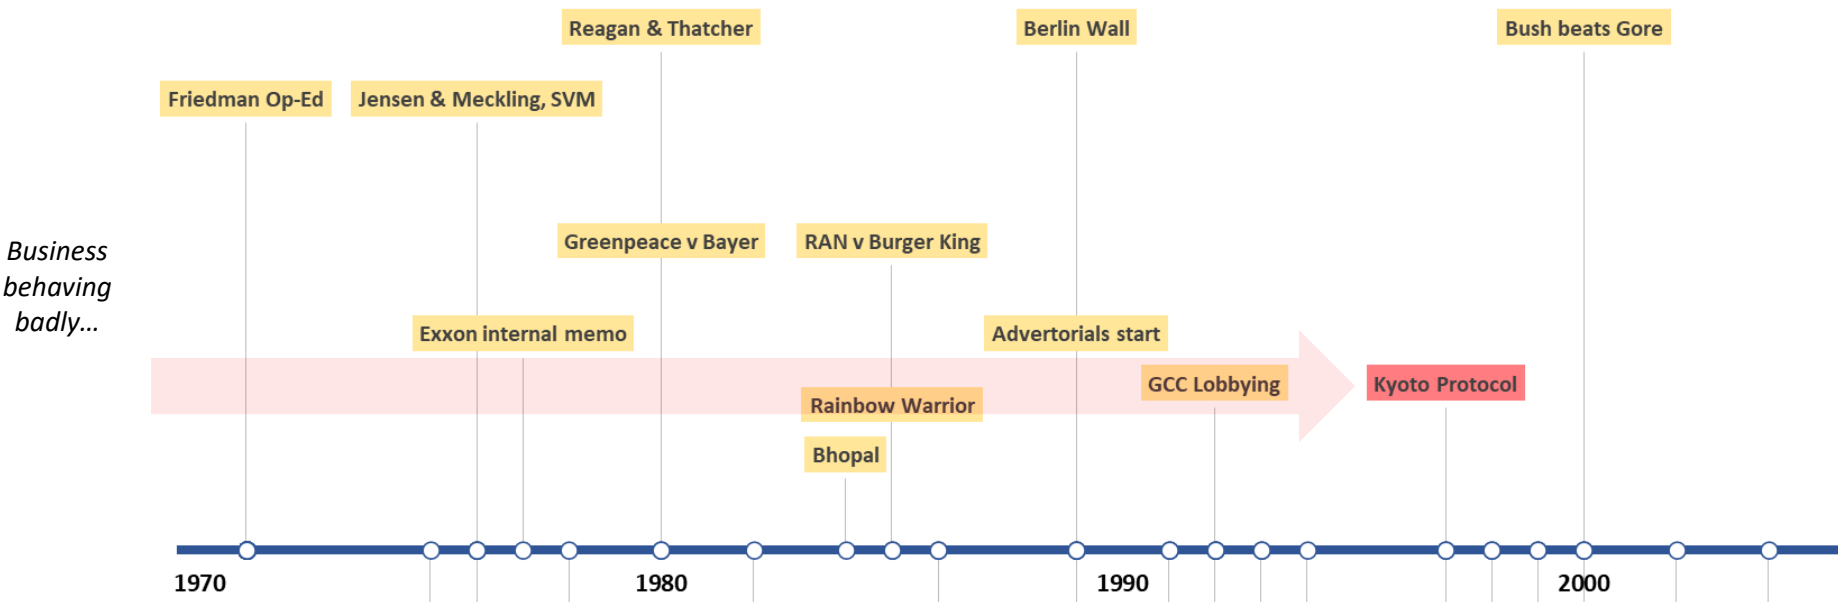 Reagan & Thatcher
Berlin Wall
Bush beats Gore
Friedman Op-Ed
Jensen & Meckling, SVM
Business
behaving
badly…
Greenpeace v Bayer
RAN v Burger King
Exxon internal memo
Advertorials start
GCC Lobbying
Kyoto Protocol
Rainbow Warrior
Bhopal
1970
1980
1990
2000